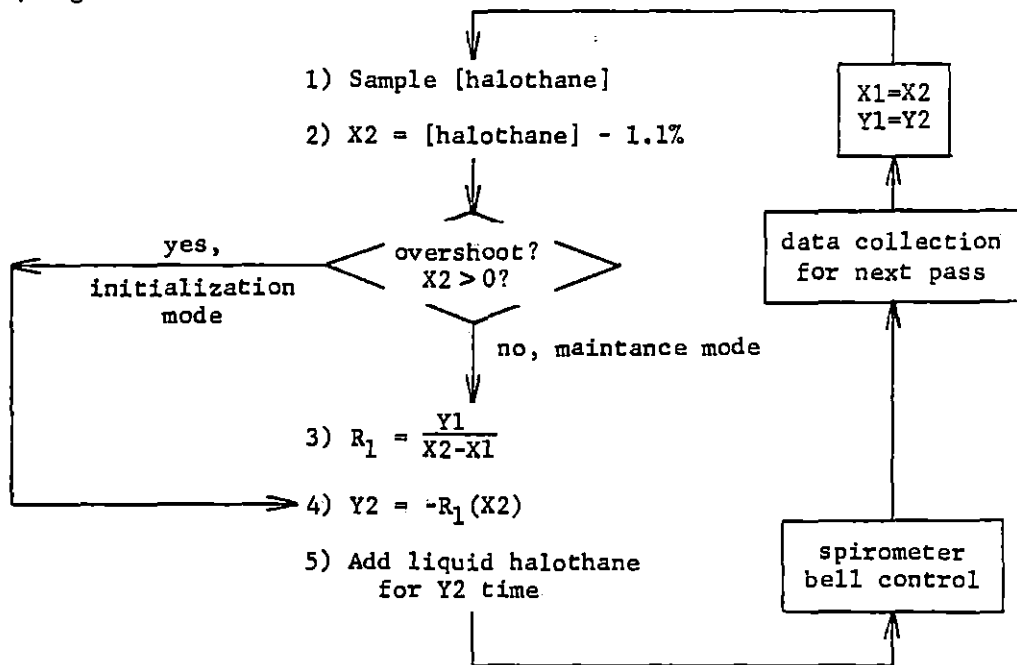 1) Sample [halothane]
2) X2 = [halothane] - 1.1%
overshoot?
X2 > 0?
yes,
initialization
mode
no, maintance mode
3) R1 = Y1
X2-X1
4) Y2 = -R1(X2)
5) Add liquid halothane
for Y2 time
spirometer
bell control
data collection
for next pass
X1=X2
Y1=Y2